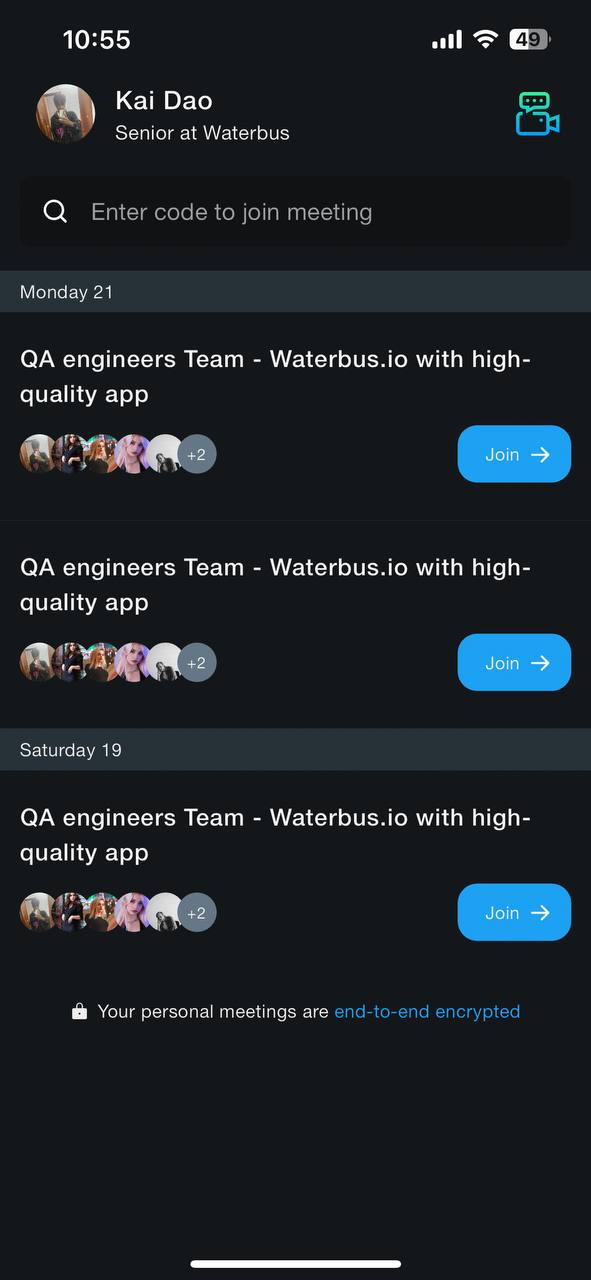 10:55
49
Kai Dao
Senior at Waterbus
Enter code to join meeting
Monday 21
QA engineers Team - Waterbus.io with high-
quality app
+2
Join
QA engineers Team - Waterbus.io with high-
quality app
+2
Join
Saturday 19
QA engineers Team - Waterbus.io with high-
quality app
+2
Join
Your personal meetings are end-to-end encrypted